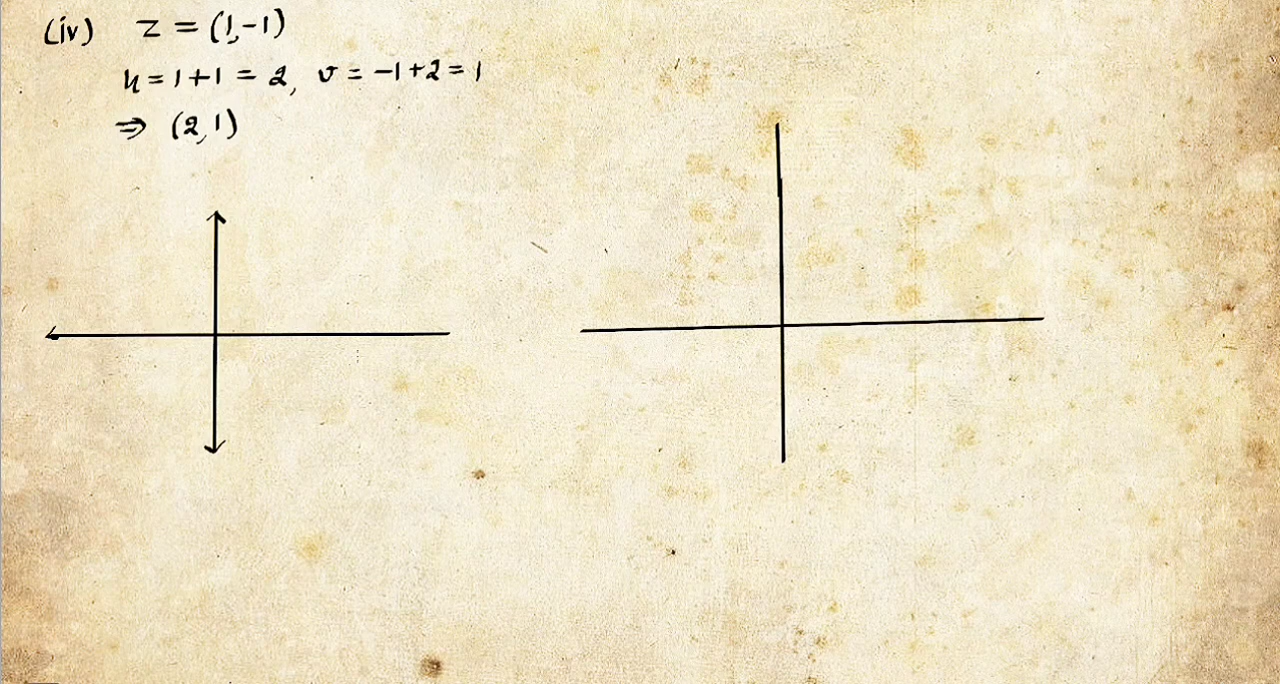 (iv) z = (1,-1)
u = 1+1 = 2, v = -1+2 = 1
⇒ (2,1)